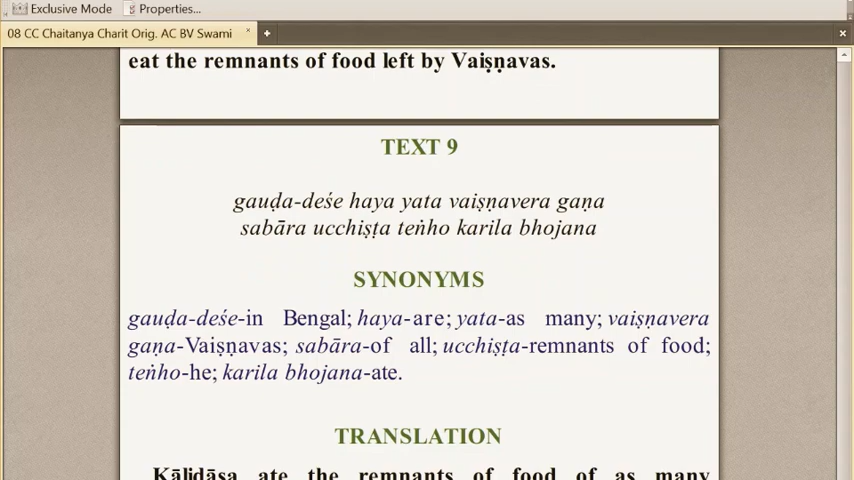 Exclusive Mode Properties...
08 CC Chaitanya Charit Orig. AC BV Swami
eat the remnants of food left by Vaiṣṇavas.
TEXT 9
gauḍa-deśe haya yata vaiṣṇavera gaṇa
sabāra ucchiṣṭa teṅho karila bhojana
SYNONYMS
gauḍa-deśe-in Bengal; haya-are; yata-as many; vaiṣṇavera
gaṇa-Vaiṣṇavas; sabāra-of all; ucchiṣṭa-remnants of food;
teṅho-he; karila bhojana-ate.
TRANSLATION
Kālidāsa ate the remnants of food of as many